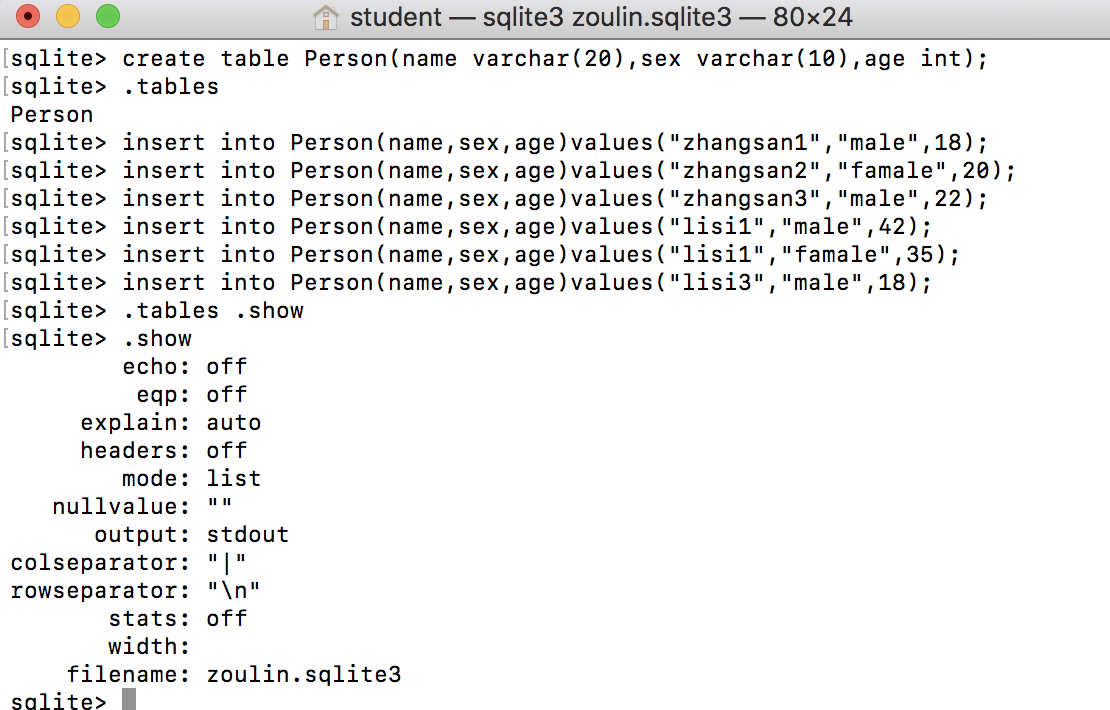 student — sqlite3 zoulin.sqlite3 — 80×24
[sqlite> create table Person(name varchar(20),sex varchar(10),age int);
[sqlite> .tables
Person
[sqlite> insert into Person(name,sex,age)values("zhangsan1","male",18);
[sqlite> insert into Person(name,sex,age)values("zhangsan2","famale",20);
[sqlite> insert into Person(name,sex,age)values("zhangsan3","male",22);
[sqlite> insert into Person(name,sex,age)values("lisi1","male",42);
[sqlite> insert into Person(name,sex,age)values("lisi1","famale",35);
[sqlite> insert into Person(name,sex,age)values("lisi3","male",18);
[sqlite> .tables .show
[sqlite> .show
echo: off
eqp: off
explain: auto
headers: off
mode: list
nullvalue: ""
output: stdout
colseparator: "|"
rowseparator: "\n"
stats: off
width:
filename: zoulin.sqlite3
sqlite>